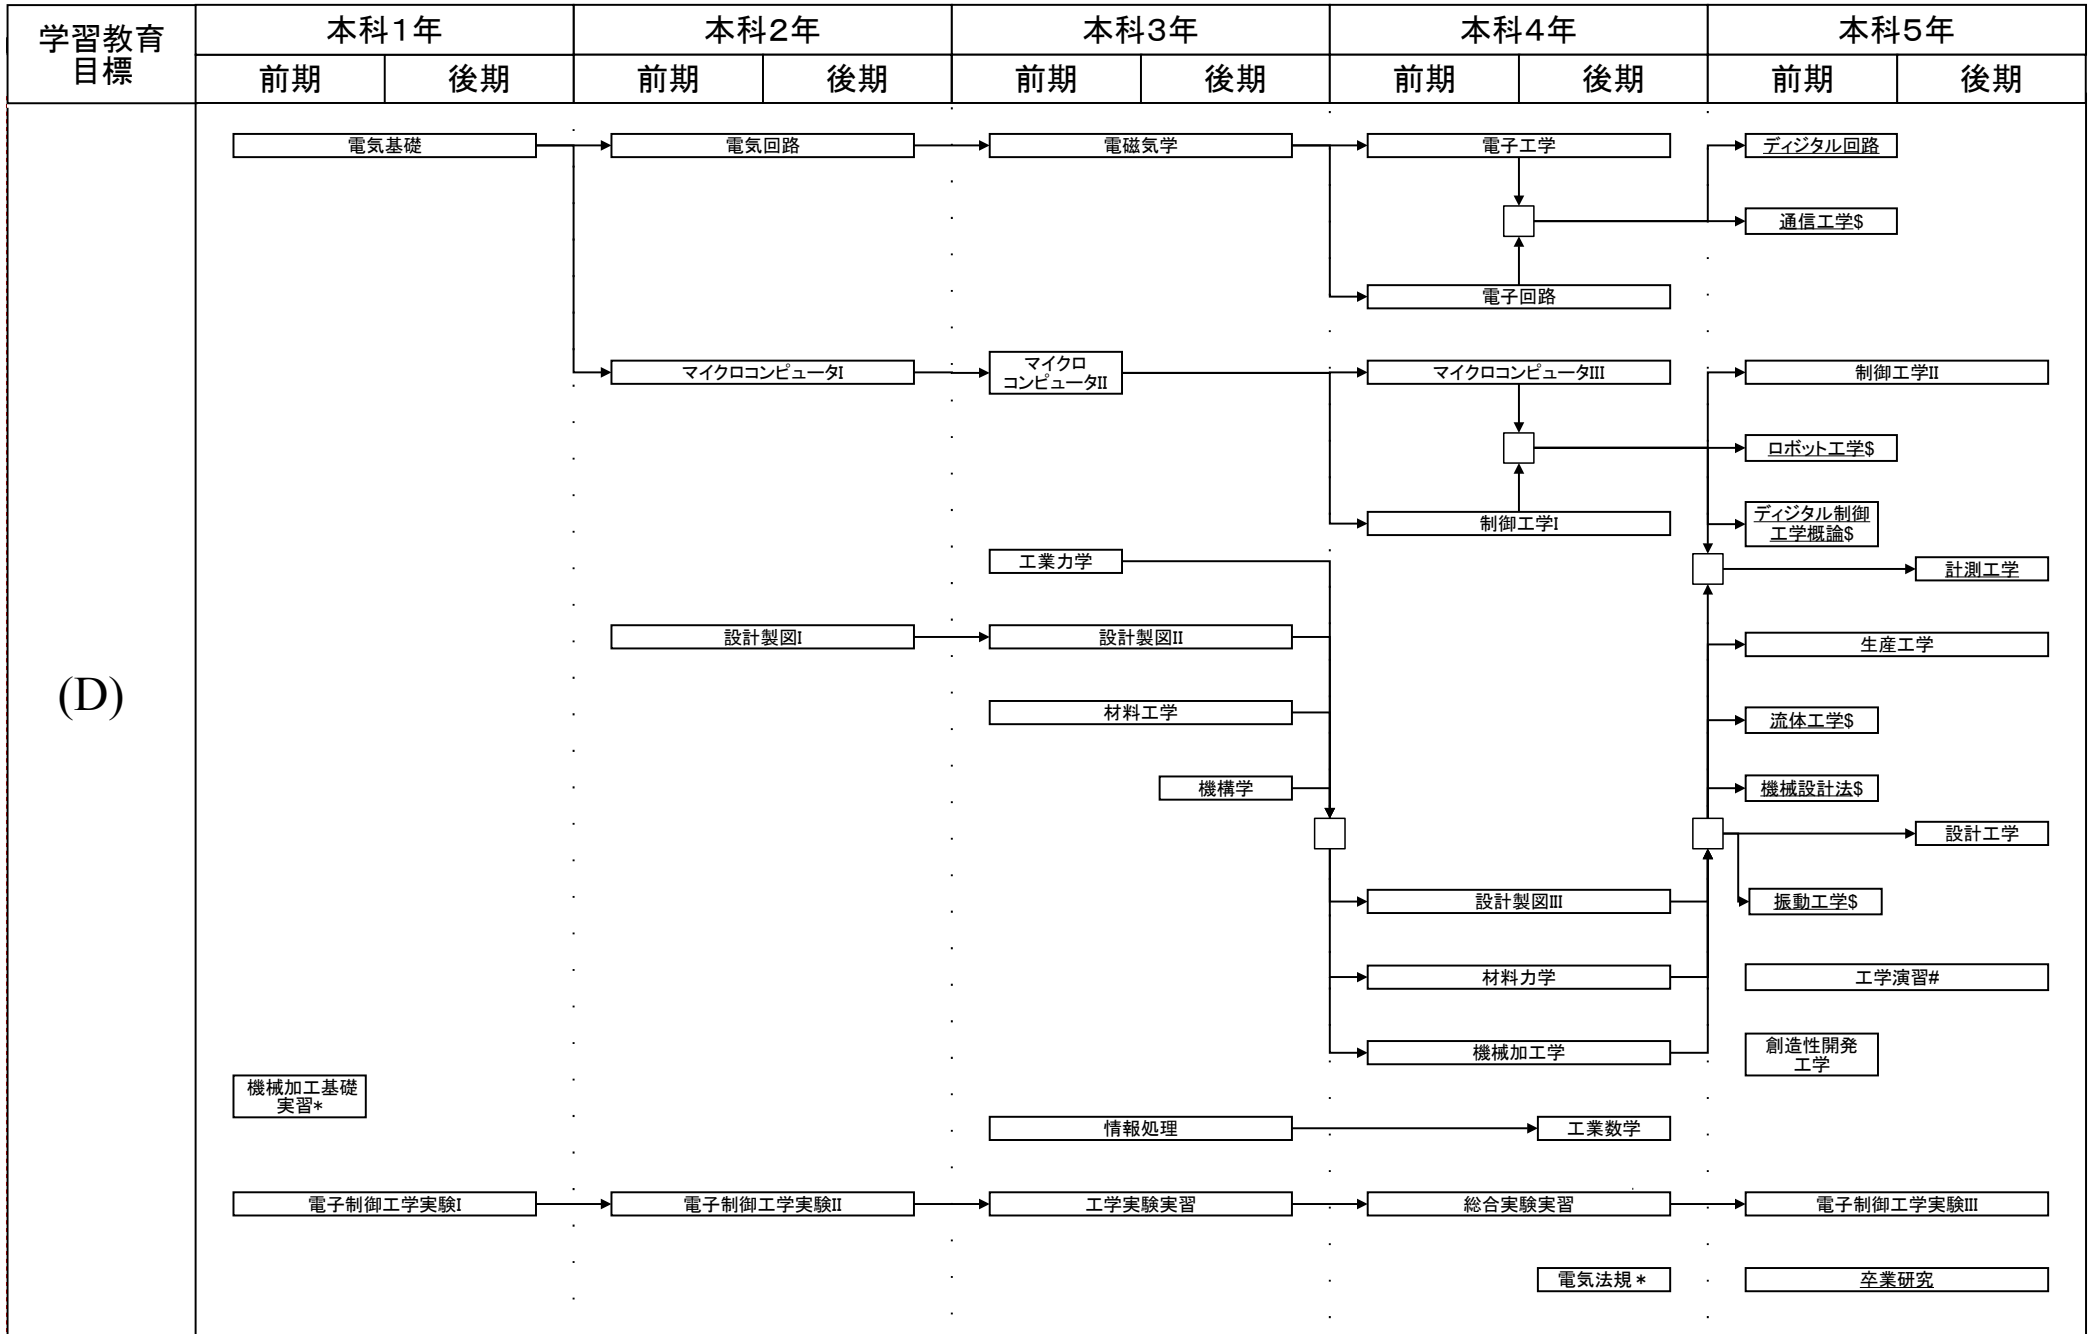 学習教育
目標
本科1年
本科2年
本科3年
本科4年
本科5年
前期
後期
前期
後期
前期
後期
前期
後期
前期
後期
(D)
電気基礎
電気回路
電磁気学
電子工学
ディジタル回路
通信工学$
電子回路
マイクロコンピュータI
マイクロ
コンピュータII
マイクロコンピュータIII
制御工学II
ロボット工学$
制御工学I
ディジタル制御
工学概論$
工業力学
計測工学
設計製図I
設計製図II
生産工学
材料工学
流体工学$
機構学
機械設計法$
設計工学
設計製図III
振動工学$
材料力学
工学演習#
機械加工学
創造性開発
工学
機械加工基礎
実習*
情報処理
工業数学
電子制御工学実験I
電子制御工学実験II
工学実験実習
総合実験実習
電子制御工学実験III
電気法規*
卒業研究